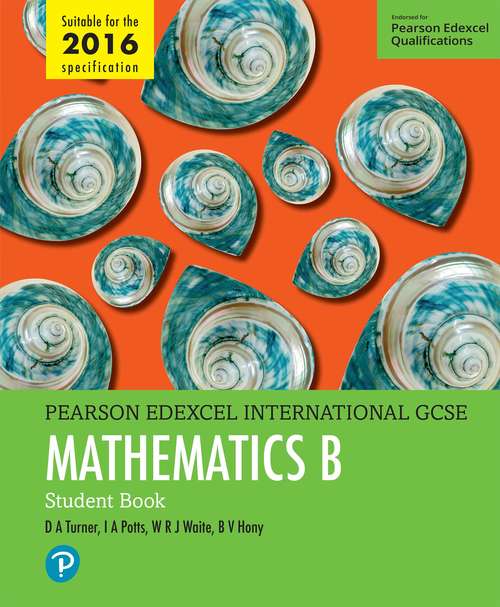 Suitable for the
2016
specification
Endorsed for
Pearson Edexcel
Qualifications
PEARSON EDEXCEL INTERNATIONAL GCSE
MATHEMATICS B
Student Book
D A Turner, I A Potts, W R J Waite, B V Hony
P